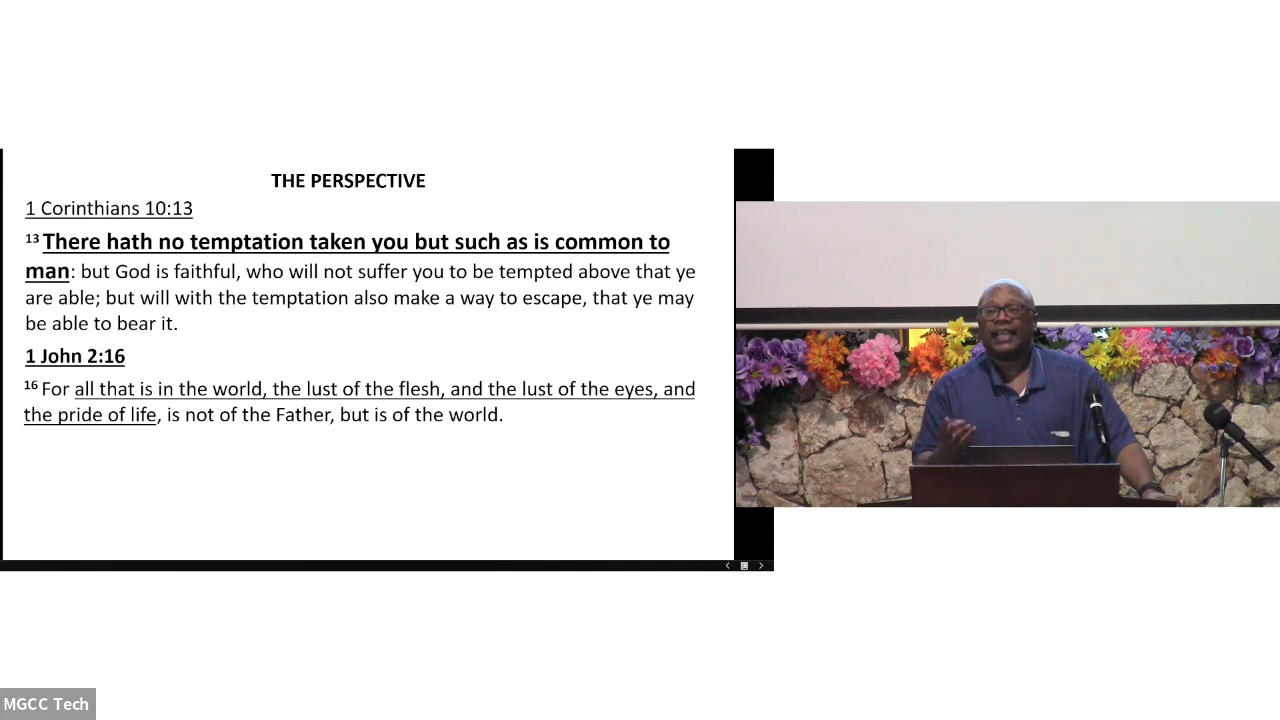 THE PERSPECTIVE
1 Corinthians 10:13
13 There hath no temptation taken you but such as is common to
man: but God is faithful, who will not suffer you to be tempted above that ye
are able; but will with the temptation also make a way to escape, that ye may
be able to bear it.
1 John 2:16
16 For all that is in the world, the lust of the flesh, and the lust of the eyes, and
the pride of life, is not of the Father, but is of the world.
MGCC Tech